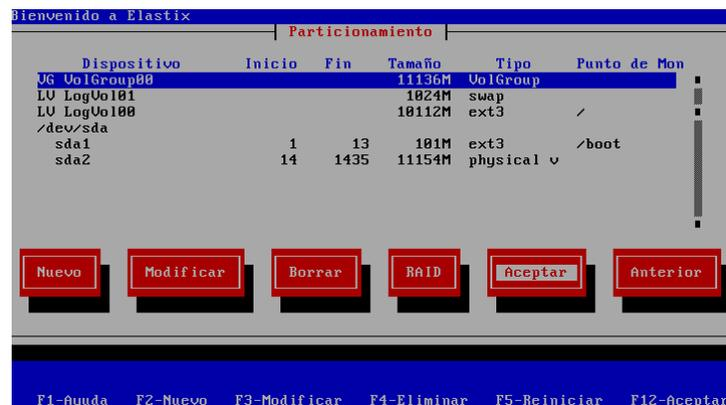 Bienvenido a Elastix
Particionamiento
Dispositivo Inicio Fin Tamaño Tipo Punto de Mon
VG VolGroup00 11136M VolGroup
LV LogVol01 1024M swap
LV LogVol00 10112M ext3 /
/dev/sda
sda1 1 13 101M ext3 /boot
sda2 14 1435 11154M physical v
Nuevo Modificar Borrar RAID Aceptar Anterior
F1-Ayuda F2-Nuevo F3-Modificar F4-Eliminar F5-Reiniciar F12-Aceptar